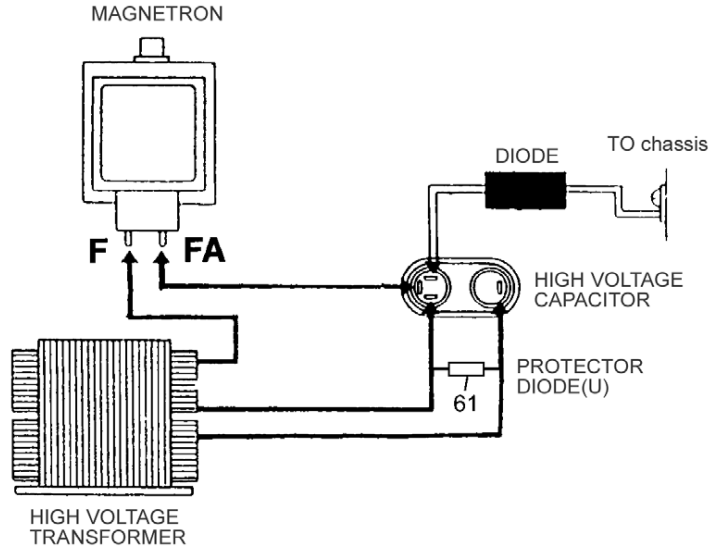 MAGNETRON
DIODE
TO chassis
F
FA
HIGH VOLTAGE
CAPACITOR
PROTECTOR
DIODE(U)
61
HIGH VOLTAGE
TRANSFORMER